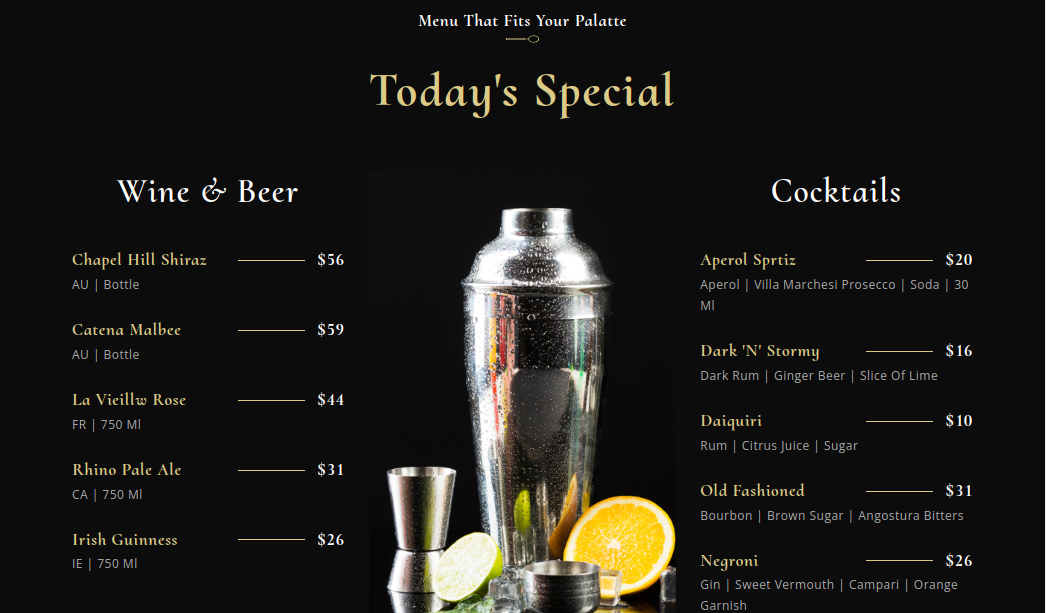 Menu That Fits Your Palatte
Today's Special
Wine & Beer
Chapel Hill Shiraz $56
AU | Bottle
Catena Malbee $59
AU | Bottle
La Vieillw Rose $44
FR | 750 Ml
Rhino Pale Ale $31
CA | 750 Ml
Irish Guinness $26
IE | 750 Ml
Cocktails
Aperol Sprtiz $20
Aperol | Villa Marchesi Prosecco | Soda | 30
Ml
Dark 'N' Stormy $16
Dark Rum | Ginger Beer | Slice Of Lime
Daiquiri $10
Rum | Citrus Juice | Sugar
Old Fashioned $31
Bourbon | Brown Sugar | Angostura Bitters
Negroni $26
Gin | Sweet Vermouth | Campari | Orange
Garnish